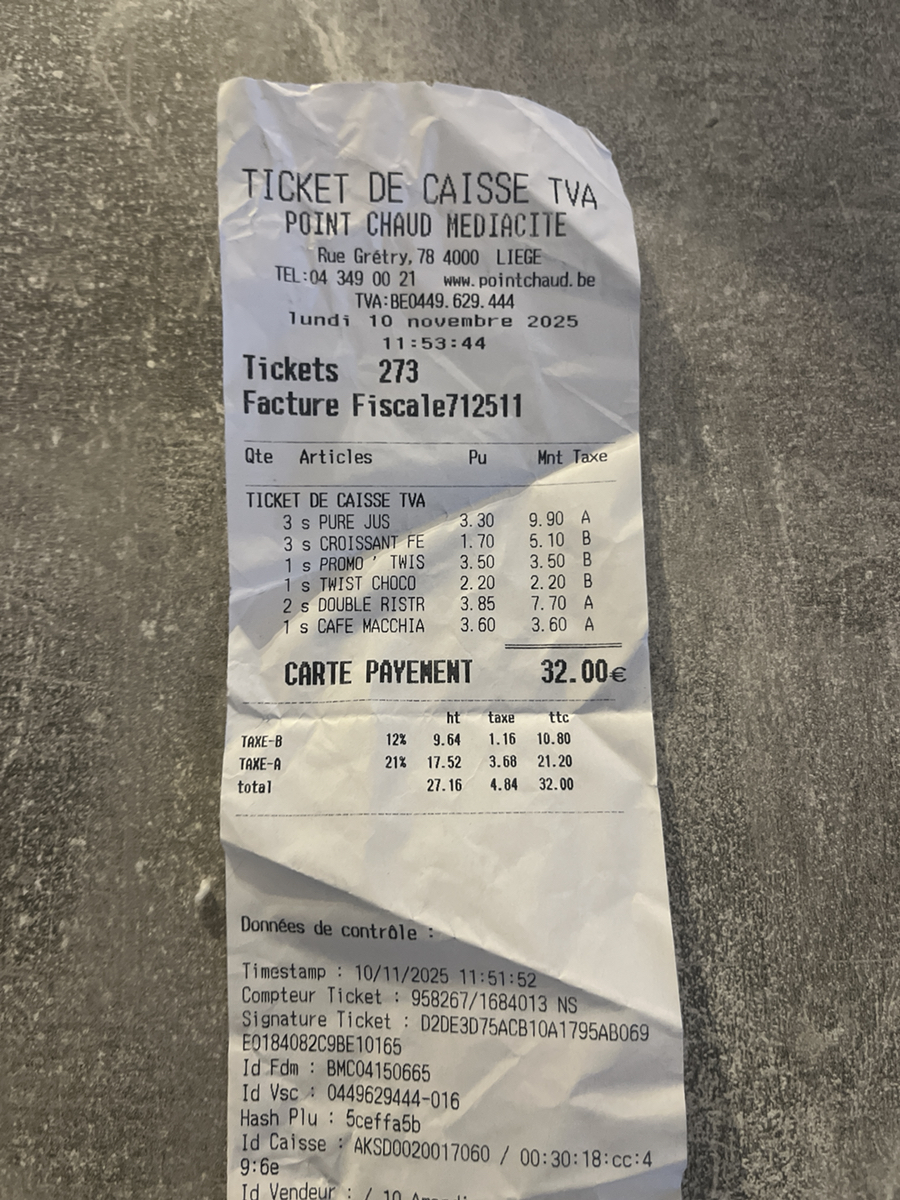 TICKET DE CAISSE TVA
POINT CHAUD MEDIACITE
Rue Grétry, 78 4000 LIEGE
TEL:04 349 00 21 www.pointchaud.be
TVA:BE0449.629.444
lundi 10 novembre 2025
11:53:44
Tickets 273
Facture Fiscale712511
Qte Articles Pu Mnt Taxe
TICKET DE CAISSE TVA
3 s PURE JUS 3.30 9.90 A
3 s CROISSANT FE 1.70 5.10 B
1 s PROMO ' TWIS 3.50 3.50 B
1 s TWIST CHOCO 2.20 2.20 B
2 s DOUBLE RISTR 3.85 7.70 A
1 s CAFE MACCHIA 3.60 3.60 A
CARTE PAYEMENT 32.00€
ht taxe ttc
TAXE-B 12% 9.64 1.16 10.80
TAXE-A 21% 17.52 3.68 21.20
total 27.16 4.84 32.00
Données de contrôle :
Timestamp : 10/11/2025 11:51:52
Compteur Ticket : 958267/1684013 NS
Signature Ticket : D2DE3D75ACB10A1795AB069
E0184082C9BE10165
Id Fdm : BMC04150665
Id Vsc : 0449629444-016
Hash Plu : 5ceffa5b
Id Caisse : AKSD0020017060 / 00:30:18:cc:4
9:6e
Id Vendeur : / 10